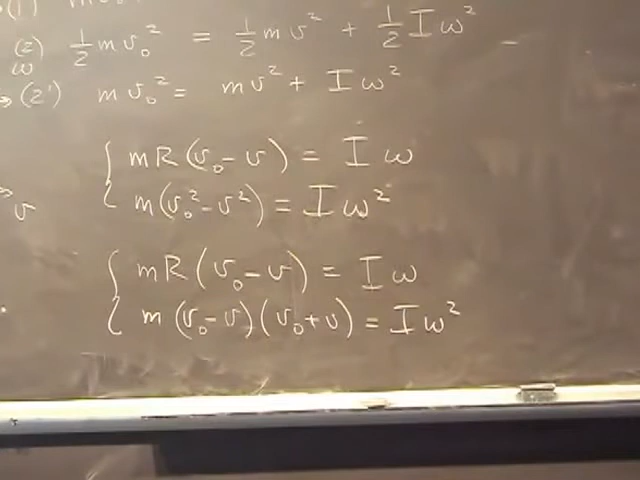 (1)
(2) ½ m v₀² = ½ m v² + ½ I ω²
(2') m v₀² = m v² + I ω²
{ m R (v₀ - v) = I ω
v { m (v₀² - v²) = I ω²
{ m R (v₀ - v) = I ω
{ m (v₀ - v) (v₀ + v) = I ω²